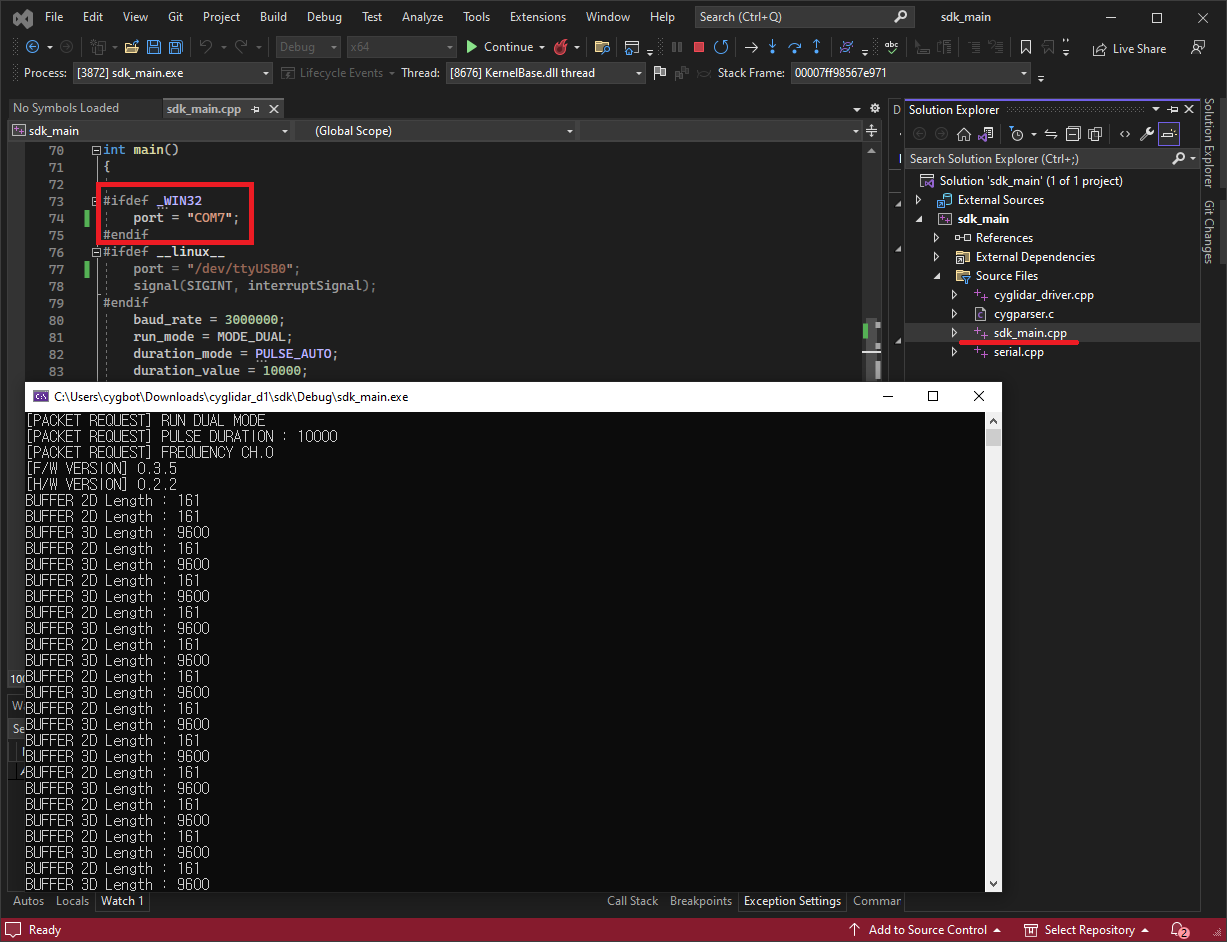 File Edit View Git Project Build Debug Test Analyze Tools Extensions Window Help Search (Ctrl+Q) sdk_main
Debug x64 Continue Live Share
Process: [3872] sdk_main.exe Lifecycle Events Thread: [8676] KernelBase.dll thread Stack Frame: 00007ff98567e971
No Symbols Loaded sdk_main.cpp
sdk_main (Global Scope)
70 int main()
71 {
72
73 #ifdef _WIN32
74 port = "COM7";
75 #endif
76 #ifdef __linux__
77 port = "/dev/ttyUSB0";
78 signal(SIGINT, interruptSignal);
79 #endif
80 baud_rate = 3000000;
81 run_mode = MODE_DUAL;
82 duration_mode = PULSE_AUTO;
83 duration_value = 10000;
C:\Users\cygbot\Downloads\cyglidar_d1\sdk\Debug\sdk_main.exe
[PACKET REQUEST] RUN DUAL MODE
[PACKET REQUEST] PULSE DURATION : 10000
[PACKET REQUEST] FREQUENCY CH.0
[F/W VERSION] 0.3.5
[H/W VERSION] 0.2.2
BUFFER 2D Length : 161
BUFFER 2D Length : 161
BUFFER 3D Length : 9600
BUFFER 2D Length : 161
BUFFER 3D Length : 9600
BUFFER 2D Length : 161
BUFFER 3D Length : 9600
BUFFER 2D Length : 161
BUFFER 3D Length : 9600
BUFFER 2D Length : 161
BUFFER 3D Length : 9600
BUFFER 2D Length : 161
BUFFER 3D Length : 9600
BUFFER 2D Length : 161
BUFFER 3D Length : 9600
BUFFER 2D Length : 161
BUFFER 3D Length : 9600
BUFFER 2D Length : 161
BUFFER 3D Length : 9600
BUFFER 2D Length : 161
BUFFER 3D Length : 9600
BUFFER 2D Length : 161
BUFFER 3D Length : 9600
BUFFER 2D Length : 161
BUFFER 3D Length : 9600
Solution Explorer
Search Solution Explorer (Ctrl+;)
Solution 'sdk_main' (1 of 1 project)
External Sources
sdk_main
References
External Dependencies
Source Files
cyglidar_driver.cpp
cygparser.c
sdk_main.cpp
serial.cpp
Solution Explorer
Git Changes
Autos Locals Watch 1 Call Stack Breakpoints Exception Settings Comman
Ready Add to Source Control Select Repository 2